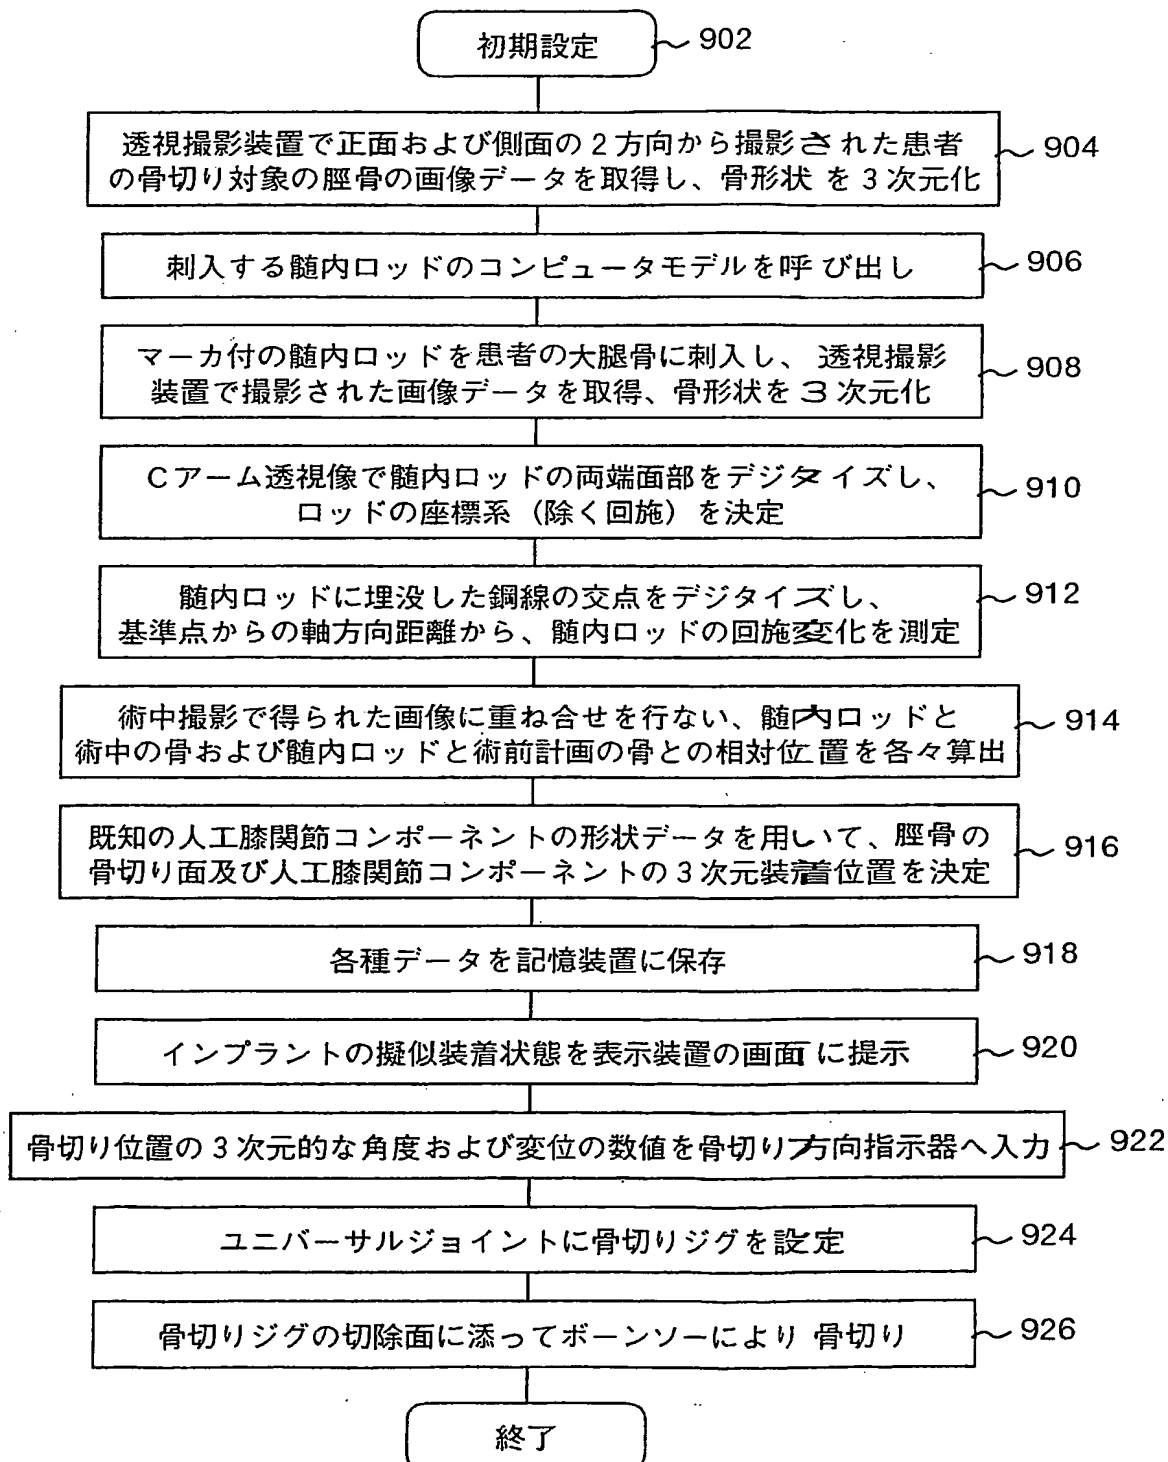 初期設定
902
透視撮影装置で正面および側面の2方向から撮影された患者
の骨切り対象の脛骨の画像データを取得し、骨形状を3次元化
904
刺入する髄内ロッドのコンピュータモデルを呼び出し
906
マーカ付の髄内ロッドを患者の大腿骨に刺入し、透視撮影
装置で撮影された画像データを取得、骨形状を3次元化
908
Cアーム透視像で髄内ロッドの両端面部をデジタイズし、
ロッドの座標系(除く回施)を決定
910
髄内ロッドに埋没した鋼線の交点をデジタイズし、
基準点からの軸方向距離から、髄内ロッドの回施変化を測定
912
術中撮影で得られた画像に重ね合せを行ない、髄内ロッドと
術中の骨および髄内ロッドと術前計画の骨との相対位置を各々算出
914
既知の人工膝関節コンポーネントの形状データを用いて、脛骨の
骨切り面及び人工膝関節コンポーネントの3次元装着位置を決定
916
各種データを記憶装置に保存
918
インプラントの擬似装着状態を表示装置の画面に提示
920
骨切り位置の3次元的な角度および変位の数値を骨切り方向指示器へ入力
922
ユニバーサルジョイントに骨切りジグを設定
924
骨切りジグの切除面に添ってボーンソーにより骨切り
926
終了